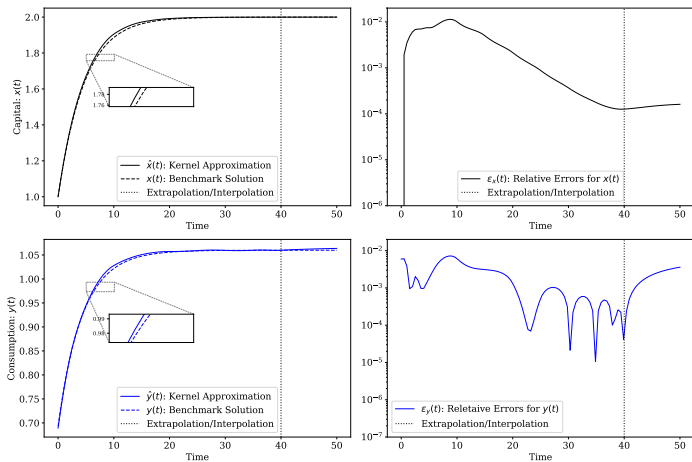 2.0
1.8
1.6
1.4
1.2
1.0
Capital: x(t)
1.78
1.76
x̂(t): Kernel Approximation
x(t): Benchmark Solution
Extrapolation/Interpolation
0 10 20 30 40 50
Time
10⁻²
10⁻³
10⁻⁴
10⁻⁵
10⁻⁶
εₓ(t): Relative Errors for x(t)
Extrapolation/Interpolation
0 10 20 30 40 50
Time
1.05
1.00
0.95
0.90
0.85
0.80
0.75
0.70
Consumption: y(t)
0.99
0.98
ŷ(t): Kernel Approximation
y(t): Benchmark Solution
Extrapolation/Interpolation
0 10 20 30 40 50
Time
10⁻²
10⁻³
10⁻⁴
10⁻⁵
10⁻⁶
10⁻⁷
ε_y(t): Reletaive Errors for y(t)
Extrapolation/Interpolation
0 10 20 30 40 50
Time